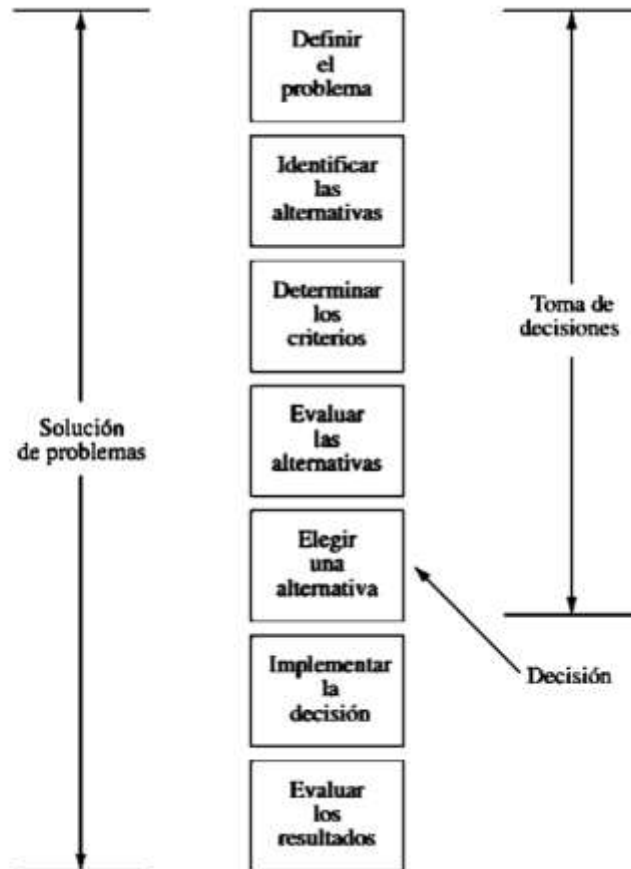 Definir
el
problema
Identificar
las
alternativas
Determinar
los
criterios
Evaluar
las
alternativas
Elegir
una
alternativa
Implementar
la
decisión
Evaluar
los
resultados
Solución
de problemas
Toma de
decisiones
Decisión